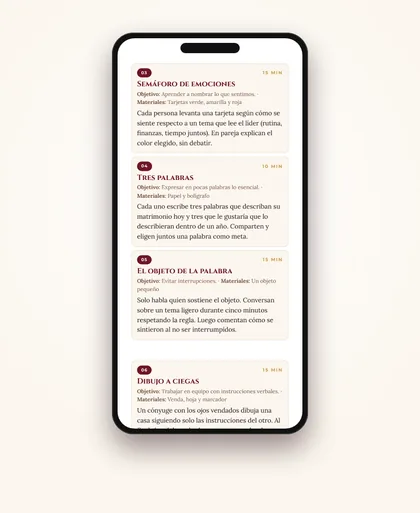 03 15 MIN
SEMÁFORO DE EMOCIONES
Objetivo: Aprender a nombrar lo que sentimos. ·
Materiales: Tarjetas verde, amarilla y roja
Cada persona levanta una tarjeta según cómo se
siente respecto a un tema que lee el líder (rutina,
finanzas, tiempo juntos). En pareja explican el
color elegido, sin debatir.
04 10 MIN
TRES PALABRAS
Objetivo: Expresar en pocas palabras lo esencial. ·
Materiales: Papel y bolígrafo
Cada uno escribe tres palabras que describan su
matrimonio hoy y tres que le gustaría que lo
describieran dentro de un año. Comparten y
eligen juntos una palabra como meta.
05 15 MIN
EL OBJETO DE LA PALABRA
Objetivo: Evitar interrupciones. · Materiales: Un objeto
pequeño
Solo habla quien sostiene el objeto. Conversan
sobre un tema ligero durante cinco minutos
respetando la regla. Luego comentan cómo se
sintieron al no ser interrumpidos.
06 15 MIN
DIBUJO A CIEGAS
Objetivo: Trabajar en equipo con instrucciones verbales. ·
Materiales: Venda, hoja y marcador
Un cónyuge con los ojos vendados dibuja una
casa siguiendo solo las instrucciones del otro. Al